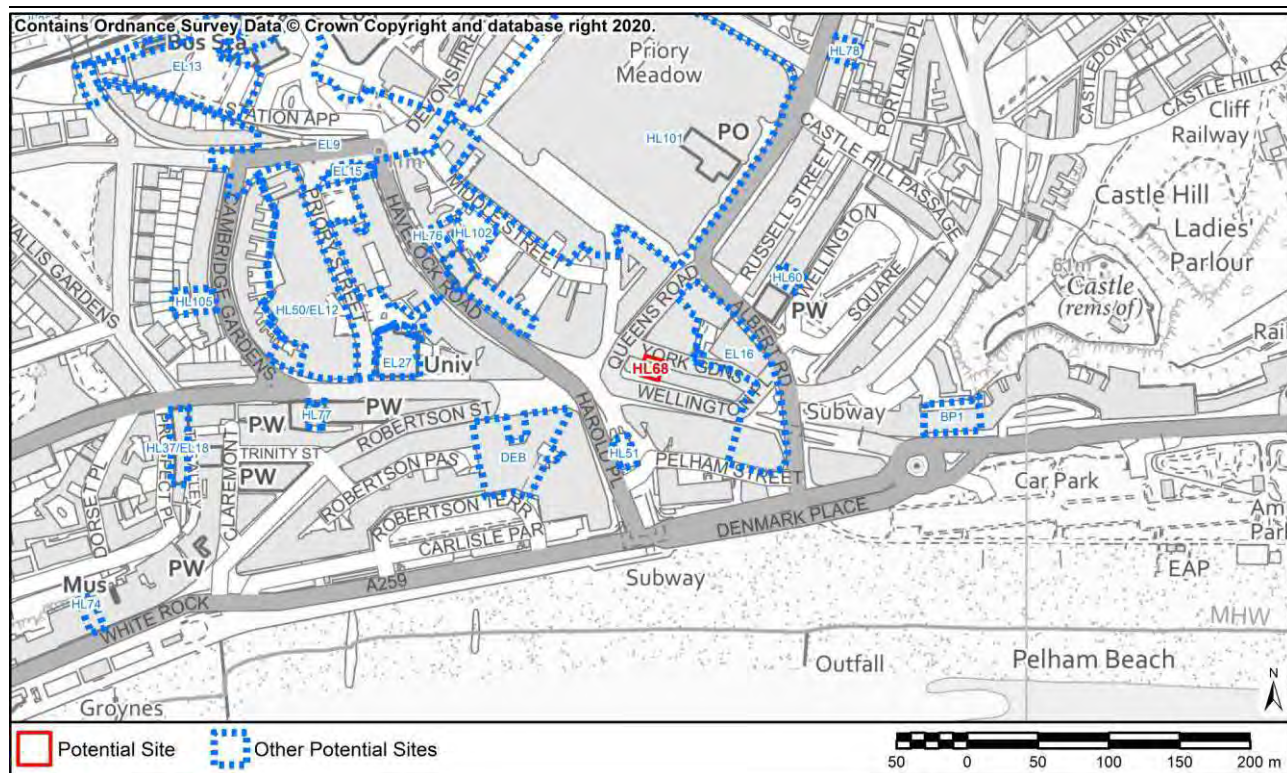 Contains Ordnance Survey Data © Crown Copyright and database right 2020.
Bus Sta
EL13
STATION APP
DEVONSHIRE
Priory
Meadow
HL78
PORTLAND PL
CASTLEDOWN
CASTLE HILL RO
Cliff
Railway
EL9
HL101
PO
EL15
MIDDLE STREET
CASTLE HILL PASSAGE
RUSSELL STREET
WELLINGTON
SQUARE
Castle Hill
Ladies'
Parlour
61m
Castle
(rems of)
WALLIS GARDENS
CAMBRIDGE GARDENS
PRIORY STREET
HAVELOCK ROAD
HL76
HL102
HL60
PW
HL105
HL50/EL12
EL27
Univ
QUEENS ROAD
ALBERT RD
YORK GDNS
EL16
HL68
WELLINGTON
Subway
BP1
HL77
PW
PW
HL37/EL18
PROSPECT PL
DORSET PL
CLAREMONT
TRINITY ST
PW
ROBERTSON ST
ROBERTSON PAS
ROBERTSON TERR
DEB
HAROLD PL
HL51
PELHAM STREET
Car Park
CARLISLE PAR
DENMARK PLACE
PW
Mus
HL74
WHITE ROCK
A259
Subway
EAP
MHW
Outfall
Pelham Beach
Groynes
N
Potential Site
Other Potential Sites
50 0 50 100 150 200 m